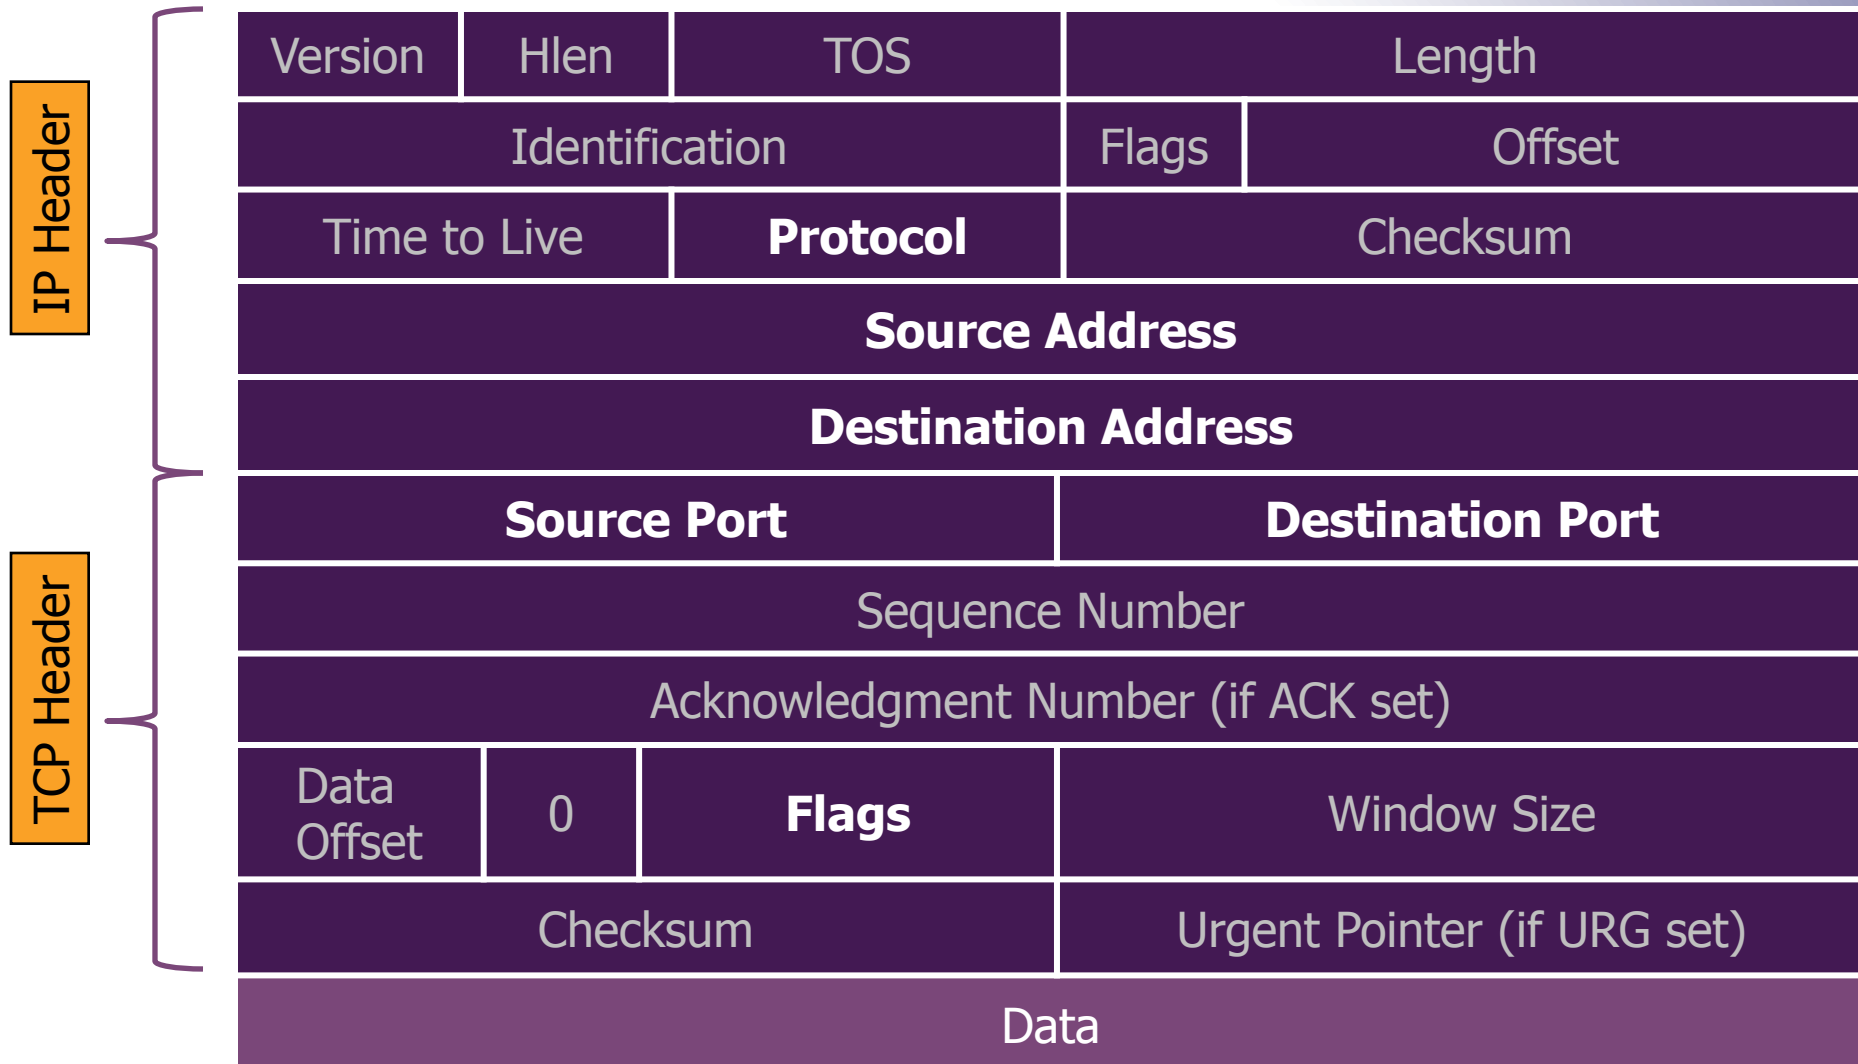 IP Header
Version Hlen TOS Length
Identification Flags Offset
Time to Live Protocol Checksum
Source Address
Destination Address
TCP Header
Source Port Destination Port
Sequence Number
Acknowledgment Number (if ACK set)
Data
Offset 0 Flags Window Size
Checksum Urgent Pointer (if URG set)
Data